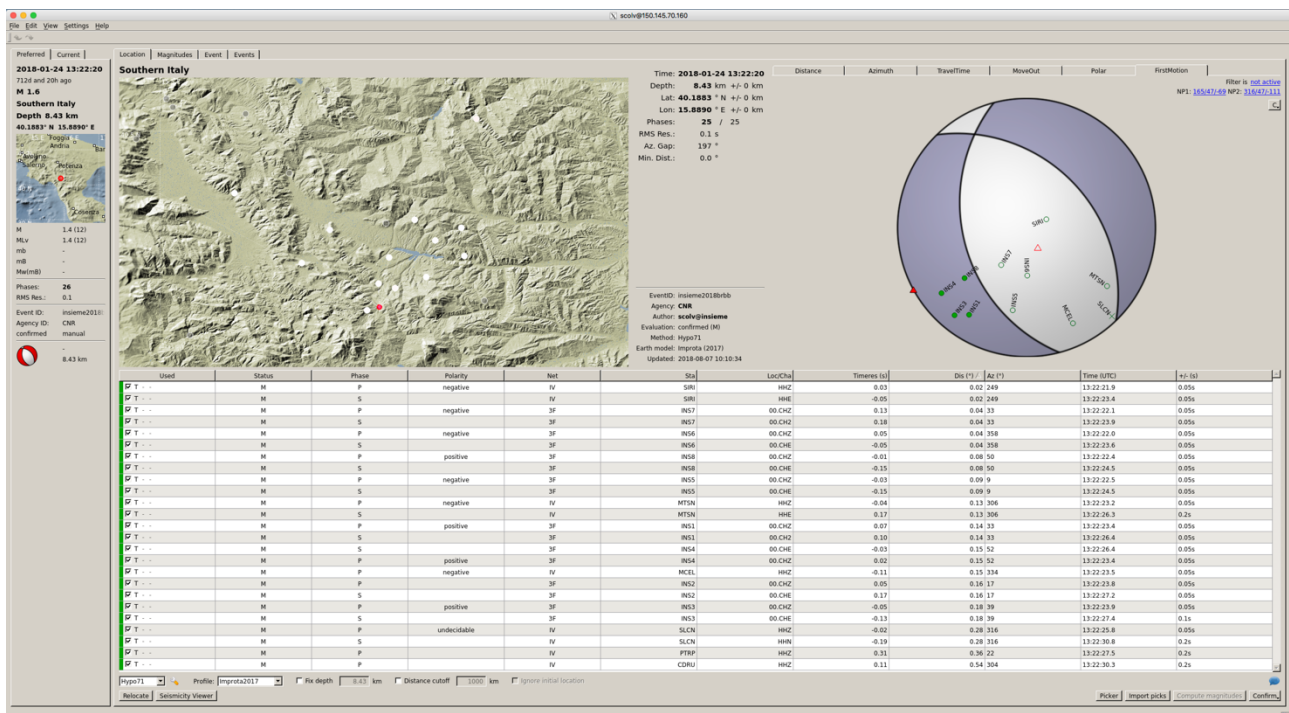 scolv@150.145.70.160
File Edit View Settings Help
Preferred Current
2018-01-24 13:22:20
712d and 20h ago
M 1.6
Southern Italy
Depth 8.43 km
40.1883° N 15.8890° E
Foggia
Andria
Bar
Avellino
Salerno Potenza
Cosenza
M 1.4 (12)
MLv 1.4 (12)
mb -
mB -
Mw(mB) -
Phases: 26
RMS Res.: 0.1
Event ID: insieme2018
Agency ID: CNR
confirmed manual
-
8.43 km
Location Magnitudes Event Events
Southern Italy
Time: 2018-01-24 13:22:20
Depth: 8.43 km +/- 0 km
Lat: 40.1883 ° N +/- 0 km
Lon: 15.8890 ° E +/- 0 km
Phases: 25 / 25
RMS Res.: 0.1 s
Az. Gap: 197 °
Min. Dist.: 0.0 °
EventID: insieme2018brbb
Agency: CNR
Author: scolv@insieme
Evaluation: confirmed (M)
Method: Hypo71
Earth model: Improta (2017)
Updated: 2018-08-07 10:10:34
Distance Azimuth TravelTime MoveOut Polar FirstMotion
Filter is not active
NP1: 165/47/-69 NP2: 316/47/-111
SIRI
INS7
INS6
INS8
INS4
INS3
INS1
INS5
MCEL
MTSN
SLCN
Used Status Phase Polarity Net Sta Loc/Cha Timeres (s) Dis (°) Az (°) Time (UTC) +/- (s)
T - - M P negative IV SIRI HHZ 0.03 0.02 249 13:22:21.9 0.05s
T - - M S IV SIRI HHE -0.05 0.02 249 13:22:23.4 0.05s
T - - M P negative 3F INS7 00.CHZ 0.13 0.04 33 13:22:22.1 0.05s
T - - M S 3F INS7 00.CH2 0.18 0.04 33 13:22:23.9 0.05s
T - - M P negative 3F INS6 00.CHZ 0.05 0.04 358 13:22:22.0 0.05s
T - - M S 3F INS6 00.CHE -0.05 0.04 358 13:22:23.6 0.05s
T - - M P positive 3F INS8 00.CHZ -0.01 0.08 50 13:22:22.4 0.05s
T - - M S 3F INS8 00.CHE -0.15 0.08 50 13:22:24.5 0.05s
T - - M P negative 3F INS5 00.CHZ -0.03 0.09 9 13:22:22.5 0.05s
T - - M S 3F INS5 00.CHE -0.15 0.09 9 13:22:24.5 0.05s
T - - M P negative IV MTSN HHZ -0.04 0.13 306 13:22:23.2 0.05s
T - - M S IV MTSN HHE 0.17 0.13 306 13:22:26.3 0.2s
T - - M P positive 3F INS1 00.CHZ 0.07 0.14 33 13:22:23.4 0.05s
T - - M S 3F INS1 00.CH2 0.10 0.14 33 13:22:26.4 0.05s
T - - M S 3F INS4 00.CHE -0.03 0.15 52 13:22:26.4 0.05s
T - - M P positive 3F INS4 00.CHZ 0.02 0.15 52 13:22:23.4 0.05s
T - - M P negative IV MCEL HHZ -0.11 0.15 334 13:22:23.5 0.05s
T - - M P 3F INS2 00.CHZ 0.05 0.16 17 13:22:23.8 0.05s
T - - M S 3F INS2 00.CHE 0.17 0.16 17 13:22:27.2 0.05s
T - - M P positive 3F INS3 00.CHZ -0.05 0.18 39 13:22:23.9 0.05s
T - - M S 3F INS3 00.CHE -0.13 0.18 39 13:22:27.4 0.1s
T - - M P undecidable IV SLCN HHZ -0.02 0.28 316 13:22:25.8 0.05s
T - - M S IV SLCN HHN -0.19 0.28 316 13:22:30.8 0.2s
T - - M P IV PTRP HHZ 0.31 0.36 22 13:22:27.5 0.2s
T - - M P IV CDRU HHZ 0.11 0.54 304 13:22:30.3 0.2s
Hypo71 Profile: Improta2017 Fix depth 8.43 km Distance cutoff 1000 km Ignore initial location
Relocate Seismicity Viewer Picker Import picks Compute magnitudes Confirm